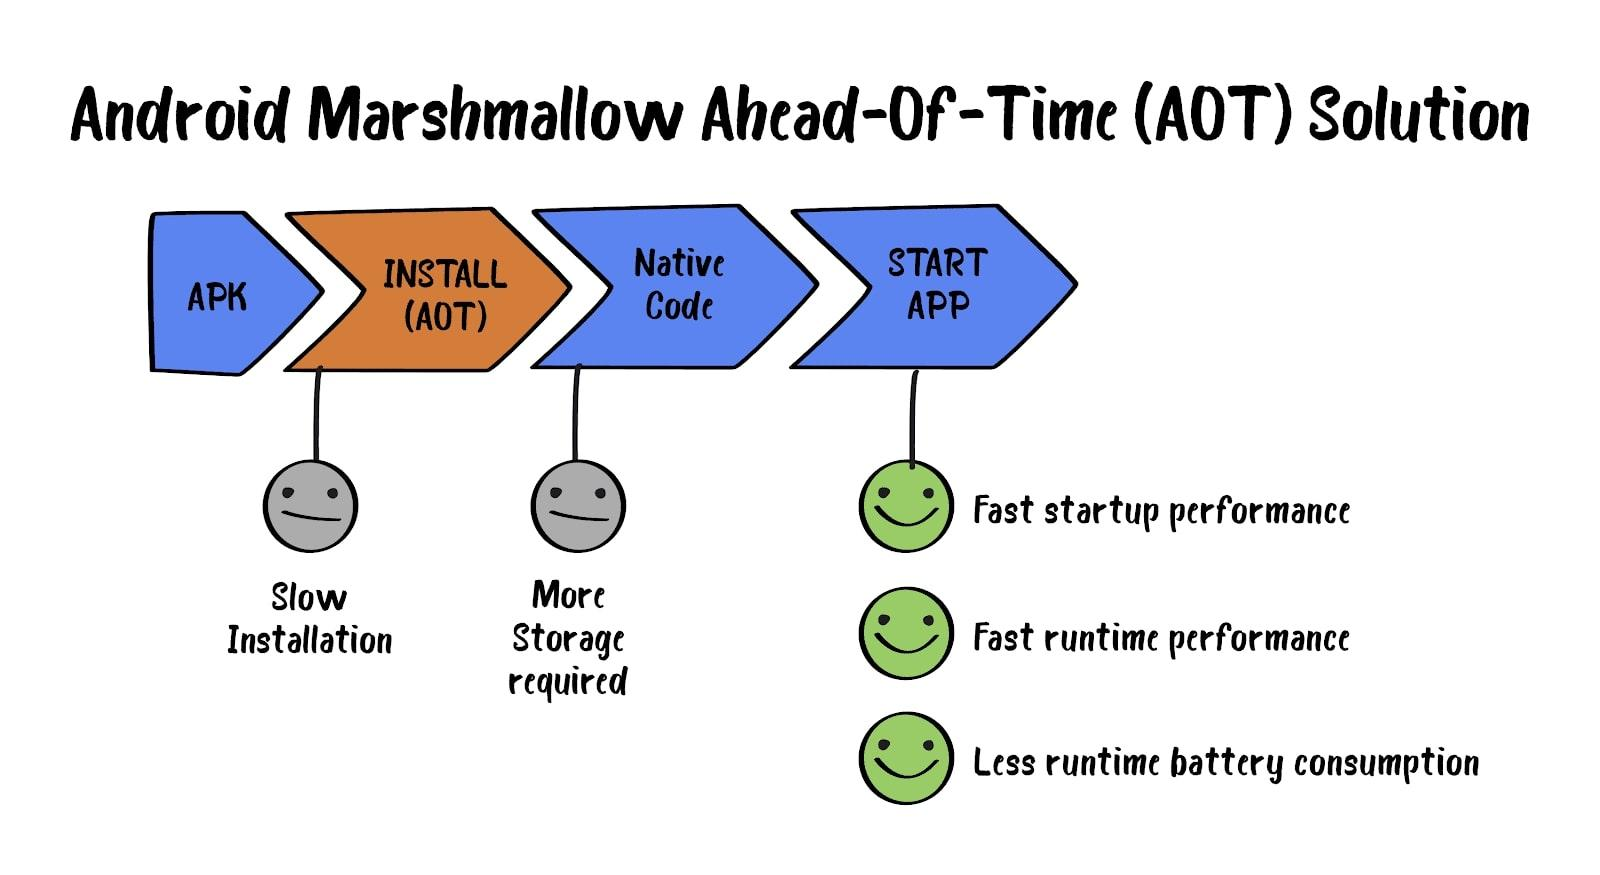 Android Marshmallow Ahead-Of-Time (AOT) Solution
APK
INSTALL
(AOT)
Native
Code
START
APP
Slow
Installation
More
Storage
required
Fast startup performance
Fast runtime performance
Less runtime battery consumption